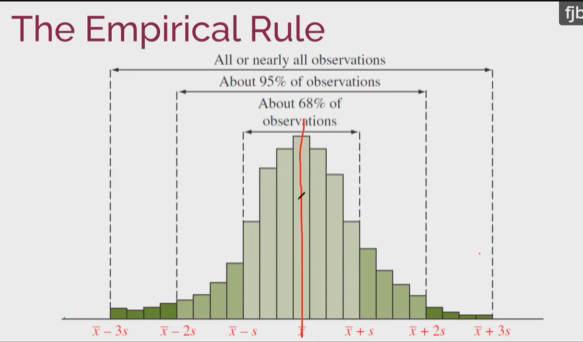 The Empirical Rule
fjb
All or nearly all observations
About 95% of observations
About 68% of
observations
x̄ − 3s x̄ − 2s x̄ − s x̄ x̄ + s x̄ + 2s x̄ + 3s